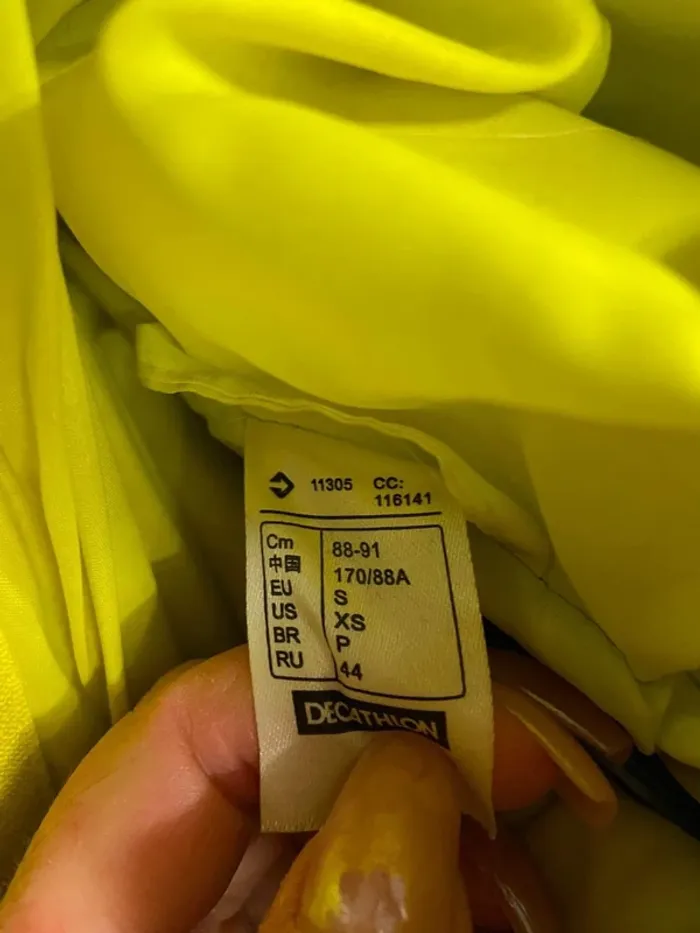 11305 CC:
116141
Cm 88-91
中国 170/88A
EU S
US XS
BR P
RU 44
DECATHLON